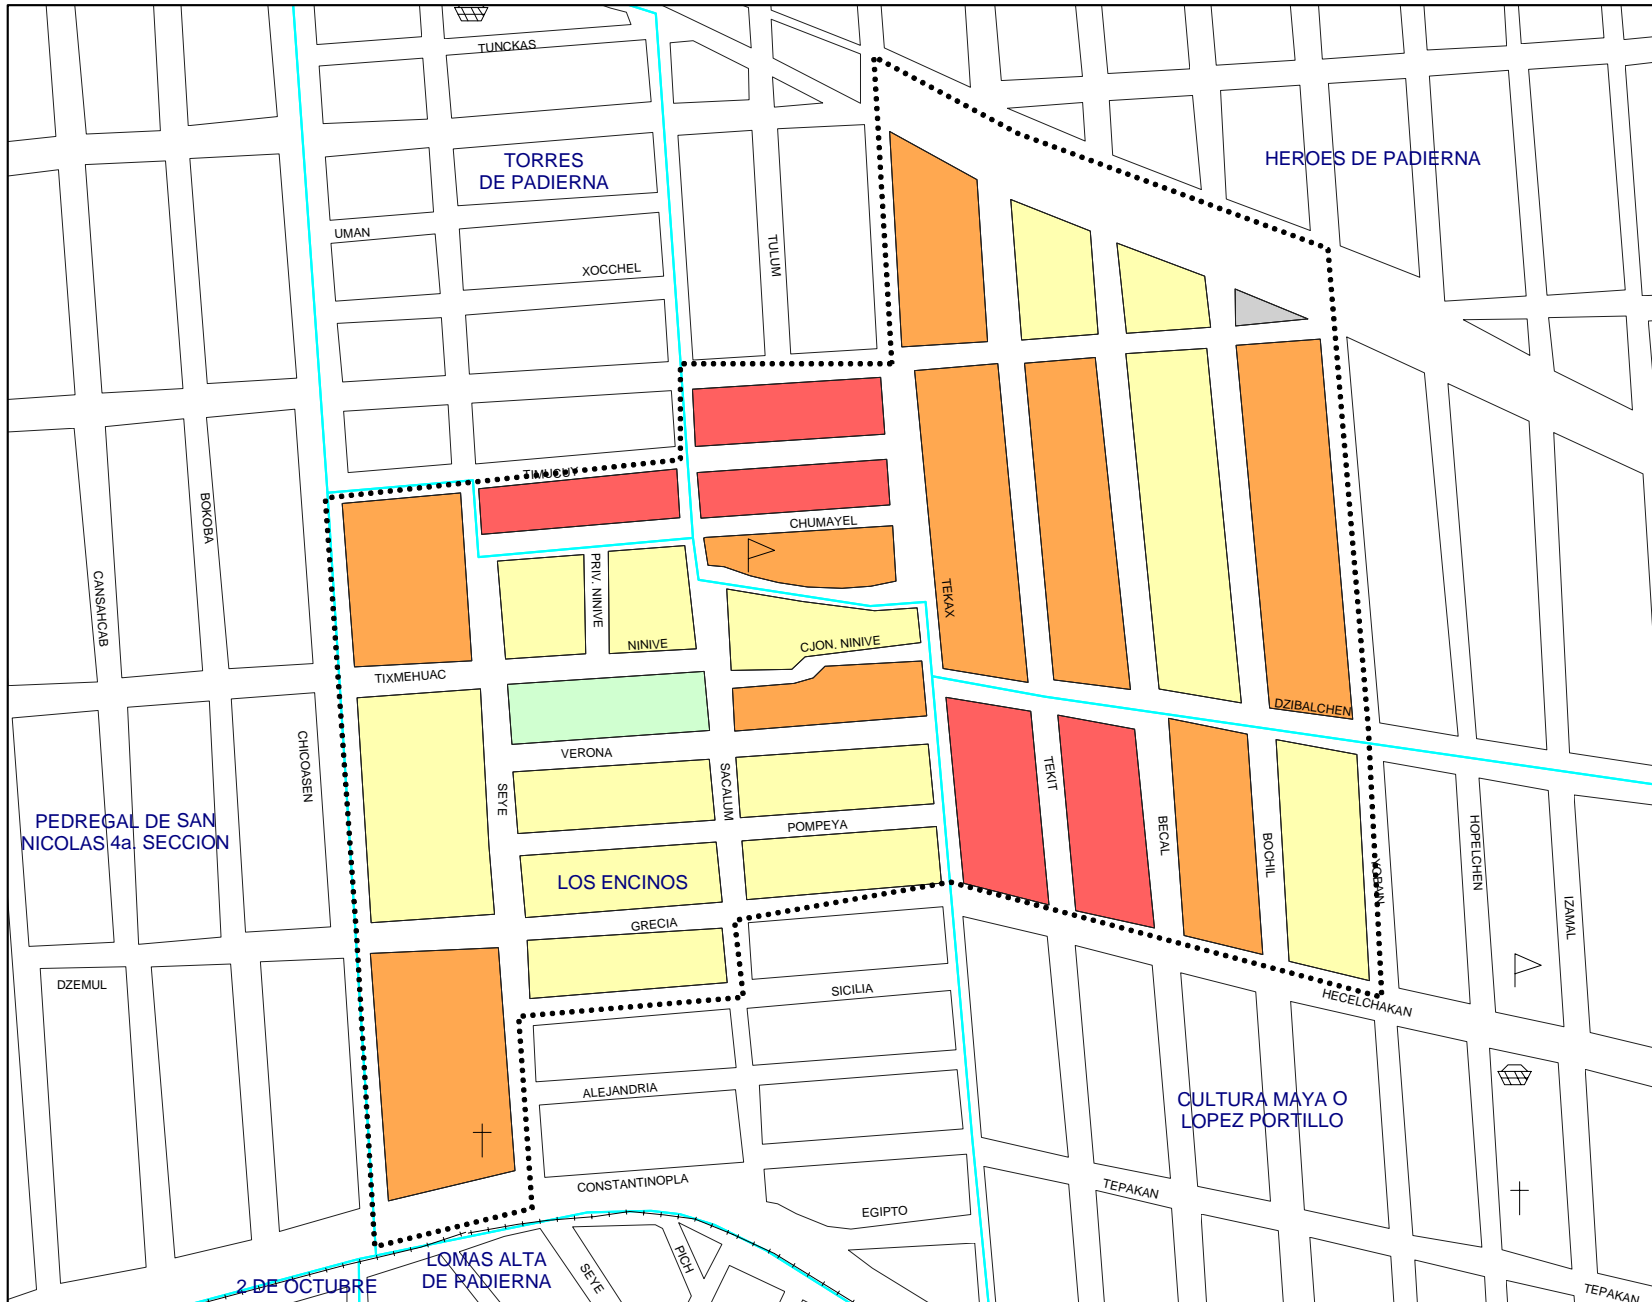 TUNCKAS
TORRES
DE PADIERNA
HEROES DE PADIERNA
UMAN
XOCCHEL
TULUM
TIMUCUY
BOKOBA
CHUMAYEL
CANSAHCAB
PRIV. NINIVE
TEKAX
NINIVE
CJON. NINIVE
TIXMEHUAC
DZIBALCHEN
VERONA
CHICOASEN
SEYE
SACALUM
TEKIT
PEDREGAL DE SAN
NICOLAS 4a. SECCION
POMPEYA
BECAL
BOCHIL
HOPELCHEN
YOBAIN
LOS ENCINOS
GRECIA
IZAMAL
DZEMUL
SICILIA
HECELCHAKAN
ALEJANDRIA
CULTURA MAYA O
LOPEZ PORTILLO
CONSTANTINOPLA
TEPAKAN
EGIPTO
LOMAS ALTA
DE PADIERNA
PICH
SEYE
2 DE OCTUBRE
TEPAKAN